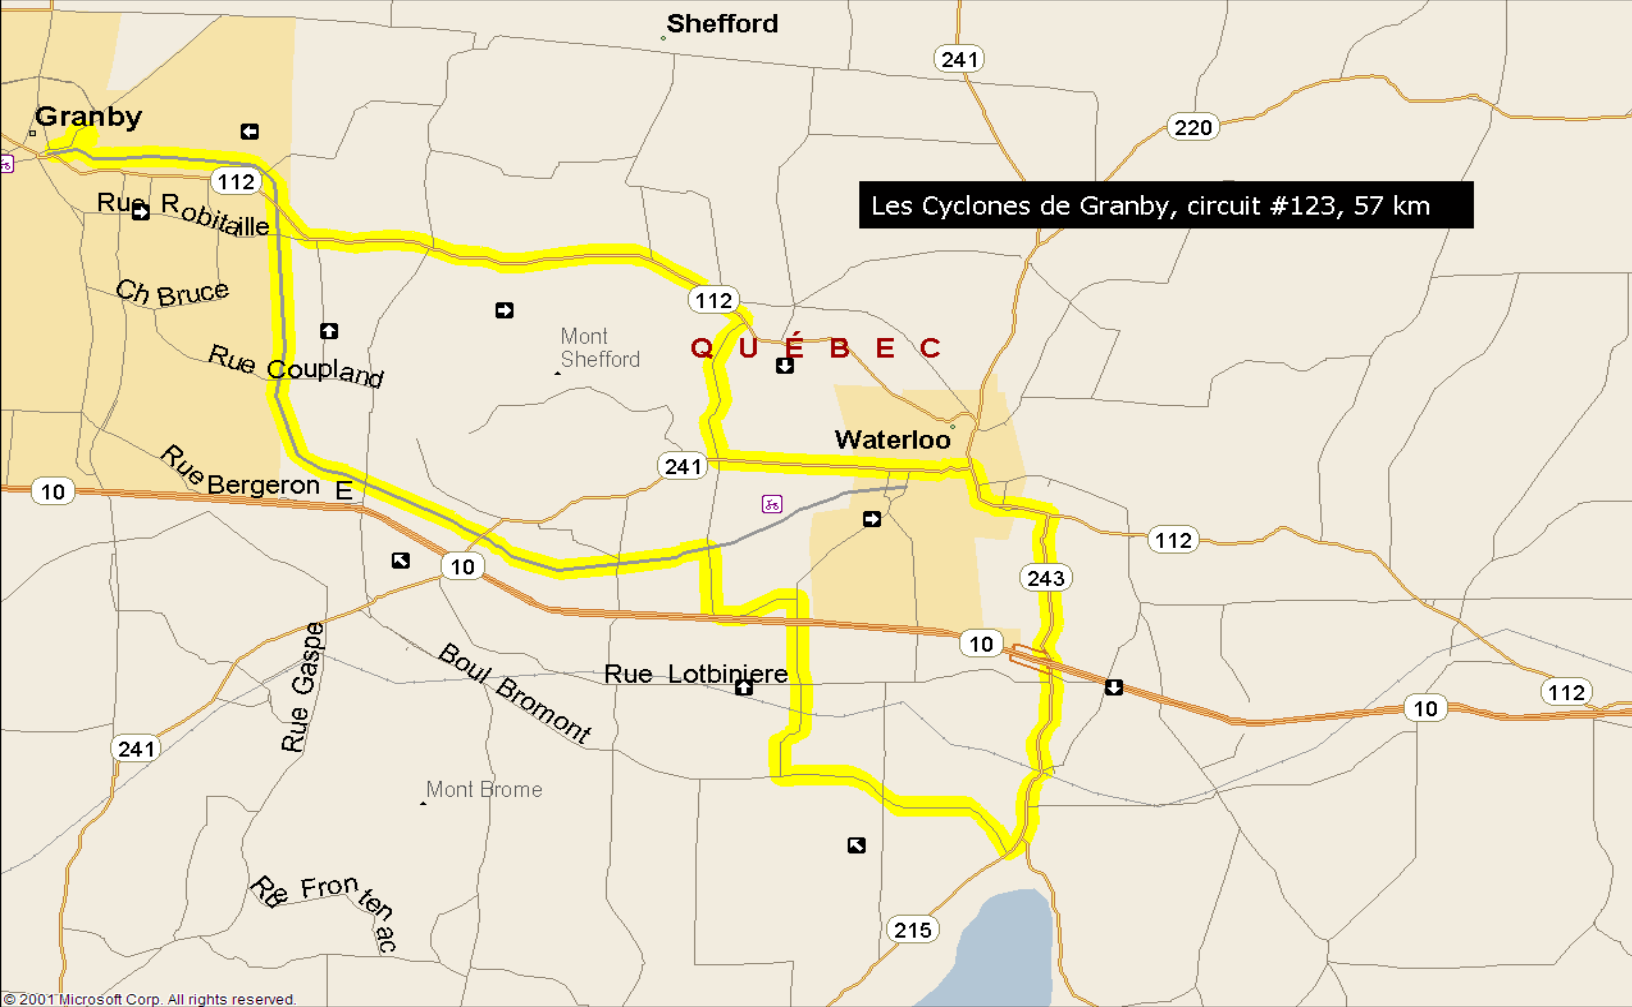 Shefford
241
Granby
220
112
Les Cyclones de Granby, circuit #123, 57 km
Rue Robitaille
Ch Bruce
112
Mont
Shefford
QUÉBEC
Rue Coupland
Waterloo
241
Rue Bergeron E
10
112
10
243
10
Rue Gaspe
Boul Bromont
Rue Lotbiniere
112
10
241
Mont Brome
Rue Frontenac
215
© 2001 Microsoft Corp. All rights reserved.